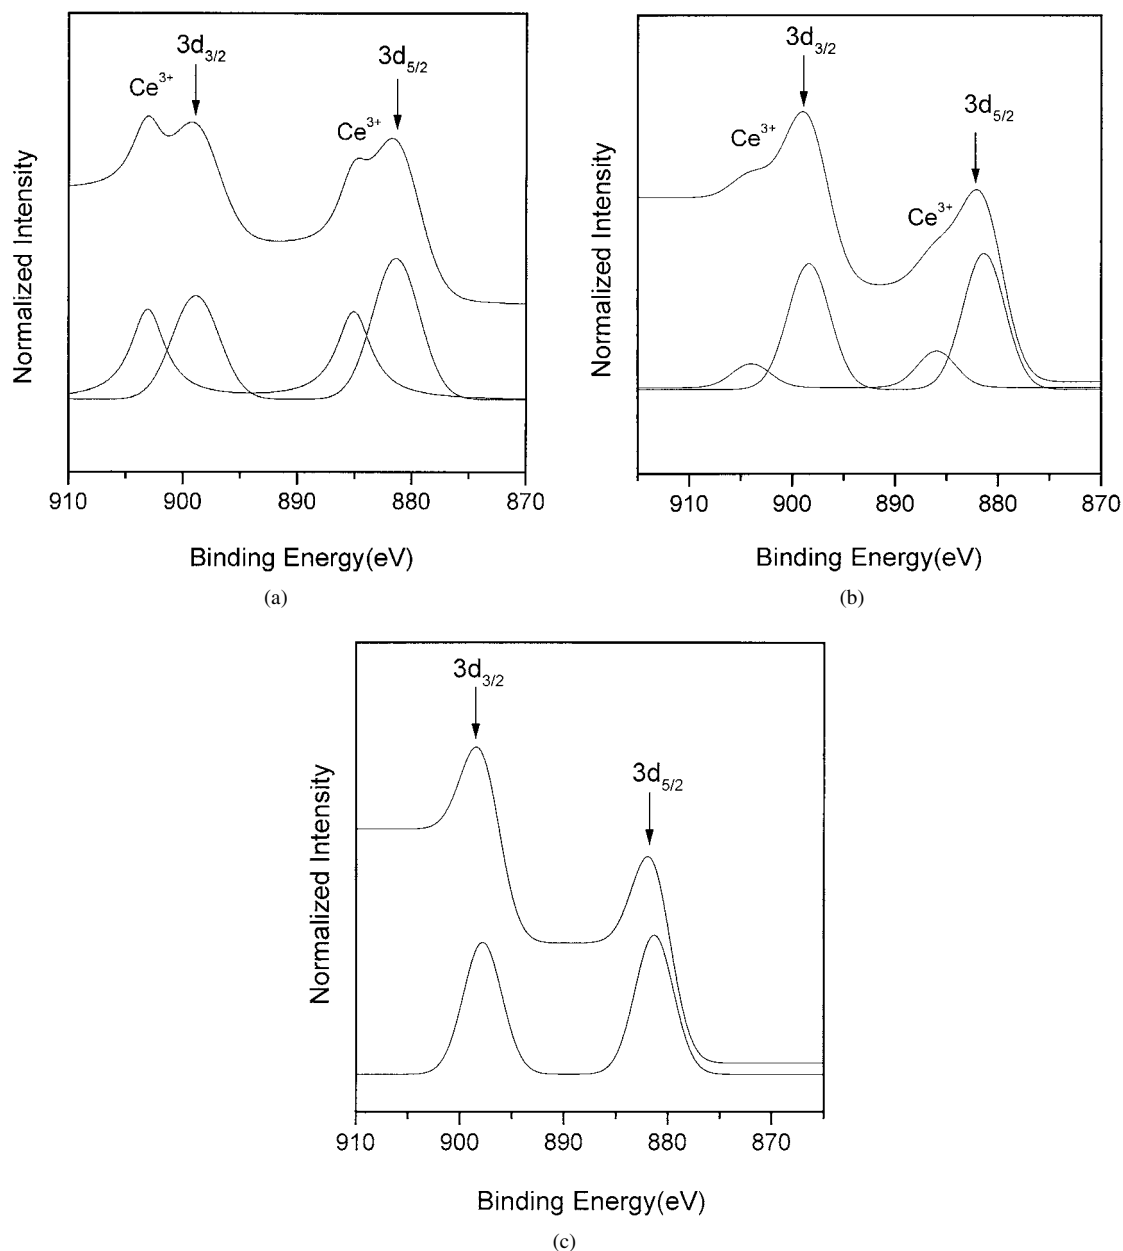 3d3/2
3d5/2
Ce3+
Ce3+
Normalized Intensity
910 900 890 880 870
Binding Energy(eV)
(a)
3d3/2
3d5/2
Ce3+
Ce3+
Normalized Intensity
910 900 890 880 870
Binding Energy(eV)
(b)
3d3/2
3d5/2
Normalized Intensity
910 900 890 880 870
Binding Energy(eV)
(c)